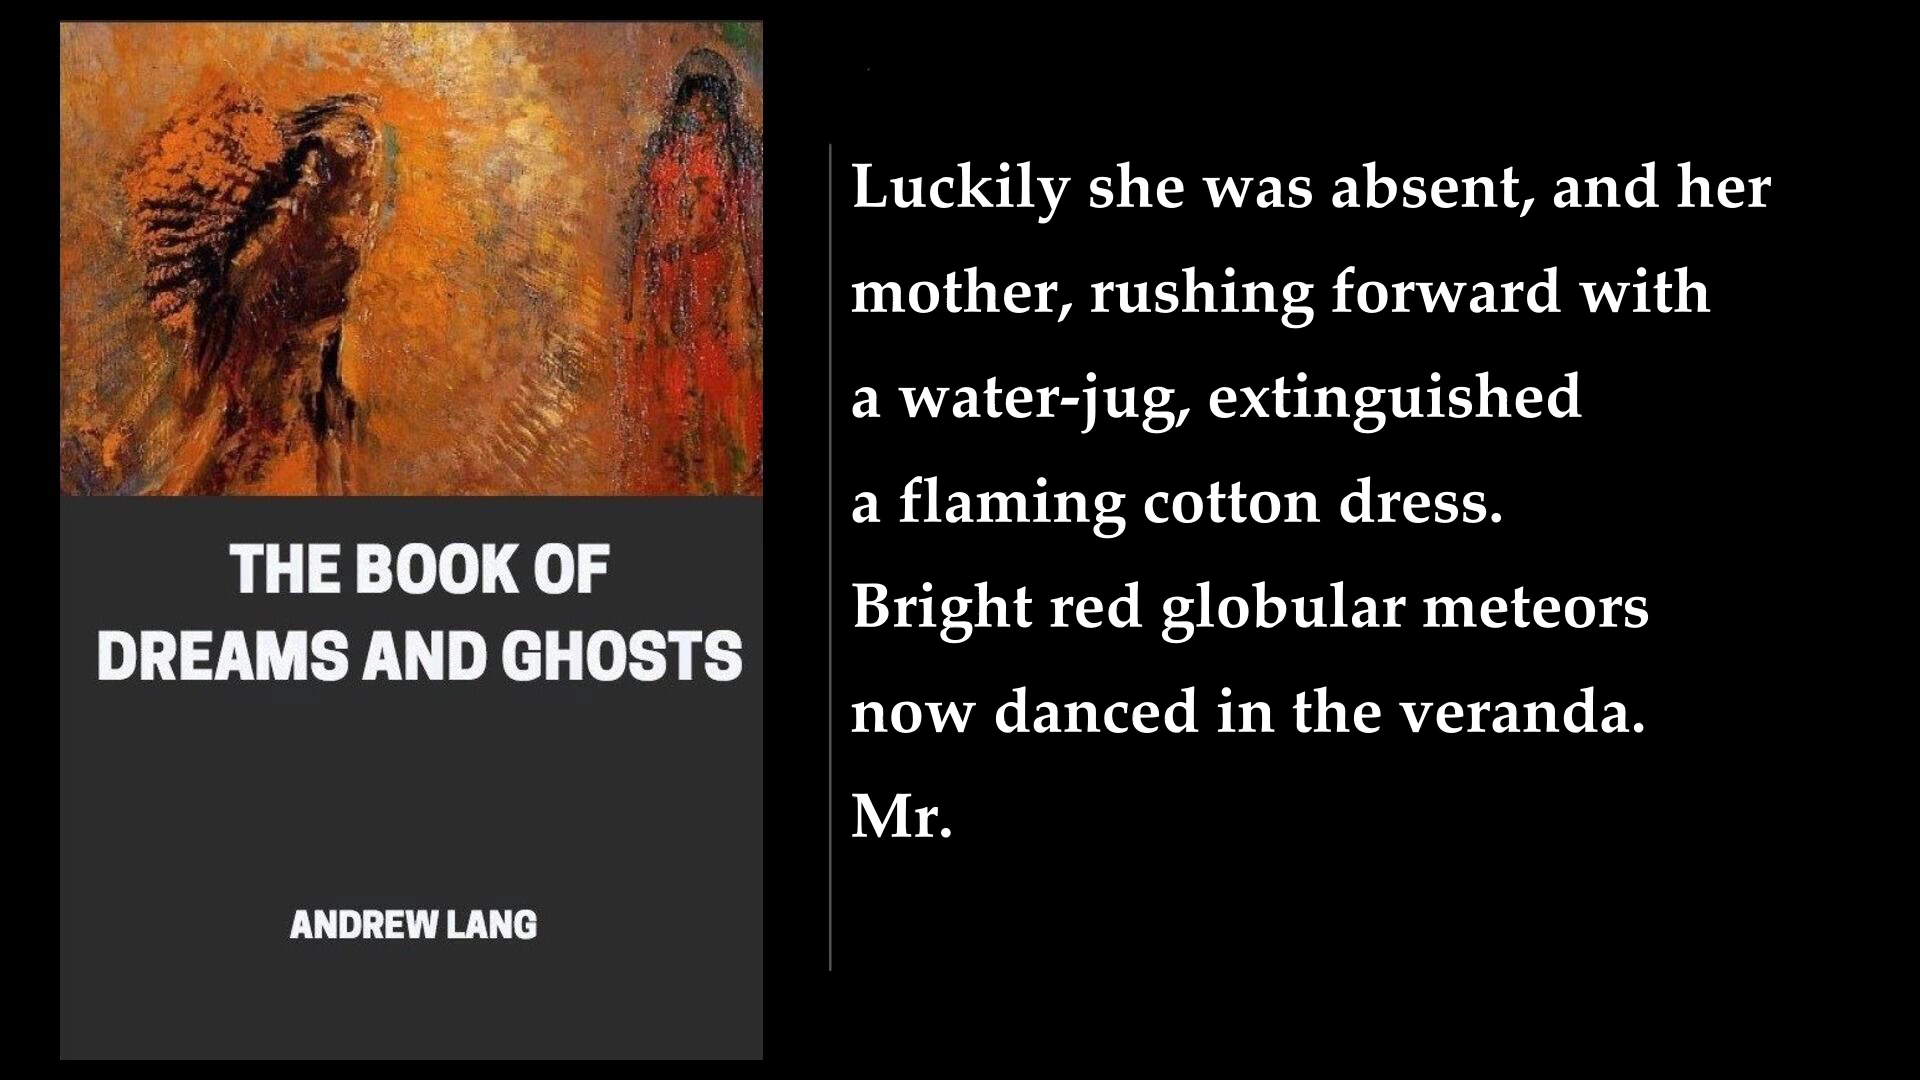 THE BOOK OF
DREAMS AND GHOSTS
ANDREW LANG
Luckily she was absent, and her
mother, rushing forward with
a water-jug, extinguished
a flaming cotton dress.
Bright red globular meteors
now danced in the veranda.
Mr.